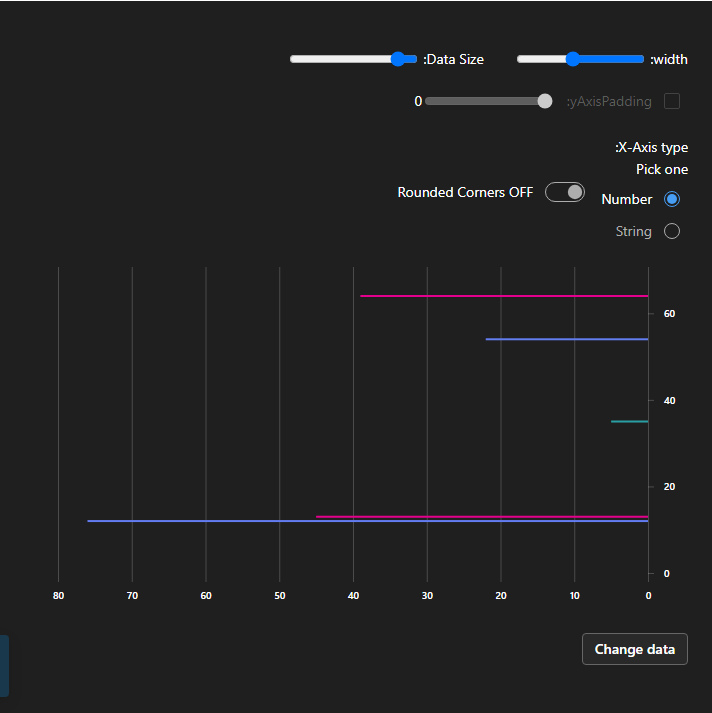 :width
:Data Size
:yAxisPadding
0
:X-Axis type
Pick one
Number
Rounded Corners OFF
String
60
40
20
0
80 70 60 50 40 30 20 10 0
Change data